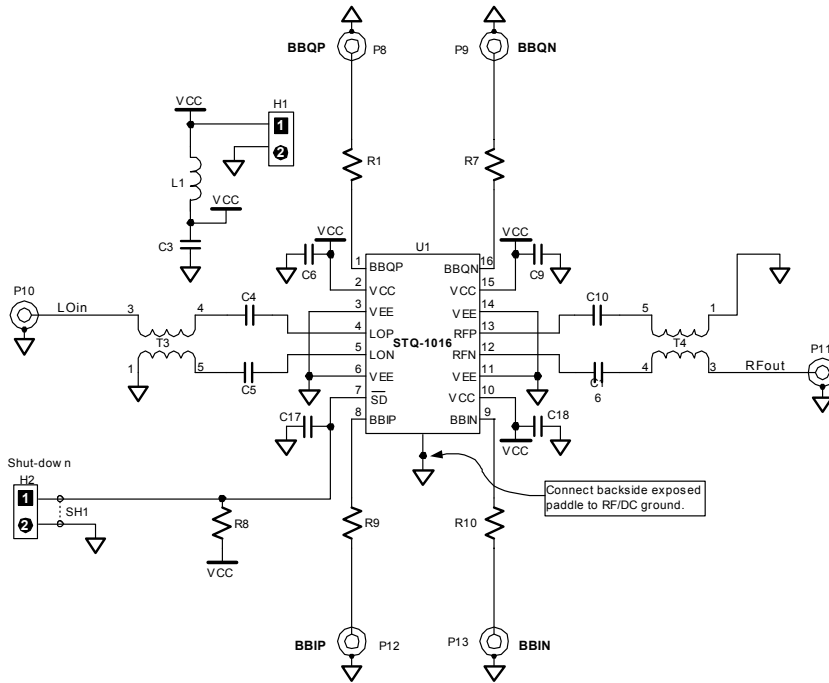 BBQP P8 P9 BBQN
VCC
H1
1
2
R1 R7
L1
VCC
C3
U1
VCC
C6
VCC
C9
1 BBQP BBQN 16
2 VCC VCC 15
3 VEE VEE 14
4 LOP RFP 13
5 LON RFN 12
6 VEE VEE 11
7 SD VCC 10
8 BBIP BBIN 9
STQ-1016
P10
LOin
3 4
C4
T3
1 5
C5
C10
5 1
T4
4 3
C1
6
RFout
P11
C17
C18
VCC
Shut-down
H2
1
2
SH1
R8
VCC
R9 R10
Connect backside exposed
paddle to RF/DC ground.
BBIP P12 P13 BBIN